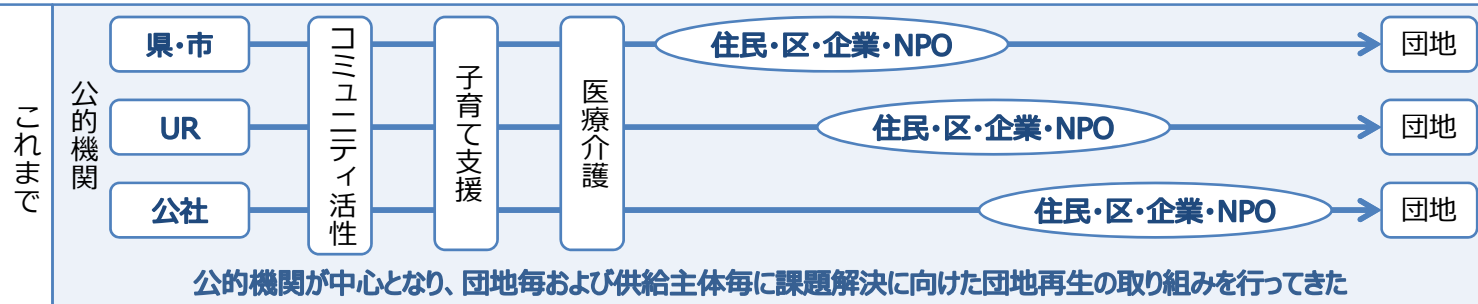 これまで
公的機関
県・市
UR
公社
コミュニティ活性
子育て支援
医療介護
住民・区・企業・NPO
団地
住民・区・企業・NPO
団地
住民・区・企業・NPO
団地
公的機関が中心となり、団地毎および供給主体毎に課題解決に向けた団地再生の取り組みを行ってきた